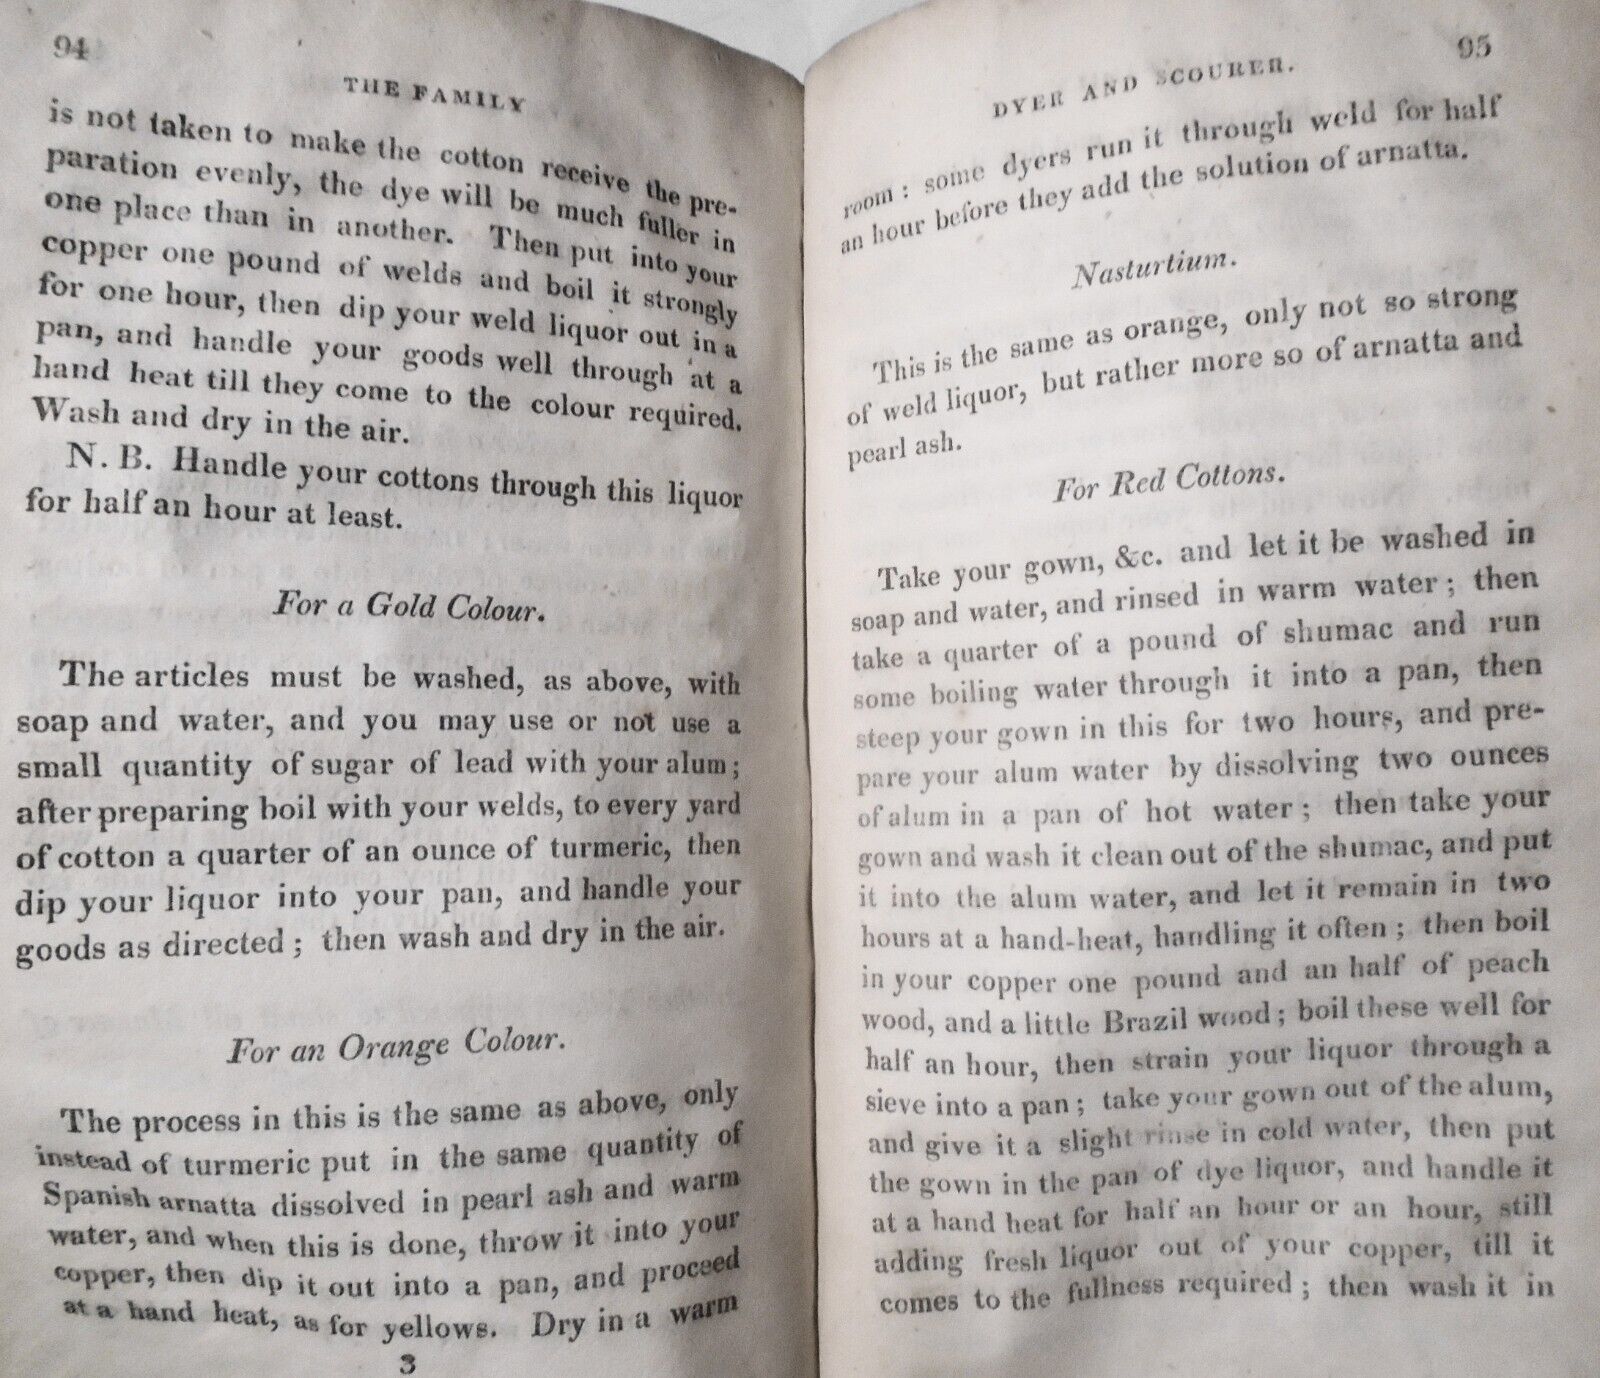 94
THE FAMILY
is not taken to make the cotton receive the pre-
paration evenly, the dye will be much fuller in
one place than in another. Then put into your
copper one pound of welds and boil it strongly
for one hour, then dip your weld liquor out in a
pan, and handle your goods well through at a
hand heat till they come to the colour required.
Wash and dry in the air.
N. B. Handle your cottons through this liquor
for half an hour at least.
For a Gold Colour.
The articles must be washed, as above, with
soap and water, and you may use or not use a
small quantity of sugar of lead with your alum;
after preparing boil with your welds, to every yard
of cotton a quarter of an ounce of turmeric, then
dip your liquor into your pan, and handle your
goods as directed; then wash and dry in the air.
For an Orange Colour.
The process in this is the same as above, only
instead of turmeric put in the same quantity of
Spanish arnatta dissolved in pearl ash and warm
water, and when this is done, throw it into your
copper, then dip it out into a pan, and proceed
at a hand heat, as for yellows. Dry in a warm
3
95
DYER AND SCOURER.
room: some dyers run it through weld for half
an hour before they add the solution of arnatta.
Nasturtium.
This is the same as orange, only not so strong
of weld liquor, but rather more so of arnatta and
pearl ash.
For Red Cottons.
Take your gown, &c. and let it be washed in
soap and water, and rinsed in warm water; then
take a quarter of a pound of shumac and run
some boiling water through it into a pan, then
steep your gown in this for two hours, and pre-
pare your alum water by dissolving two ounces
of alum in a pan of hot water; then take your
gown and wash it clean out of the shumac, and put
it into the alum water, and let it remain in two
hours at a hand-heat, handling it often; then boil
in your copper one pound and an half of peach
wood, and a little Brazil wood; boil these well for
half an hour, then strain your liquor through a
sieve into a pan; take your gown out of the alum,
and give it a slight rinse in cold water, then put
the gown in the pan of dye liquor, and handle it
at a hand heat for half an hour or an hour, still
adding fresh liquor out of your copper, till it
comes to the fullness required; then wash it in